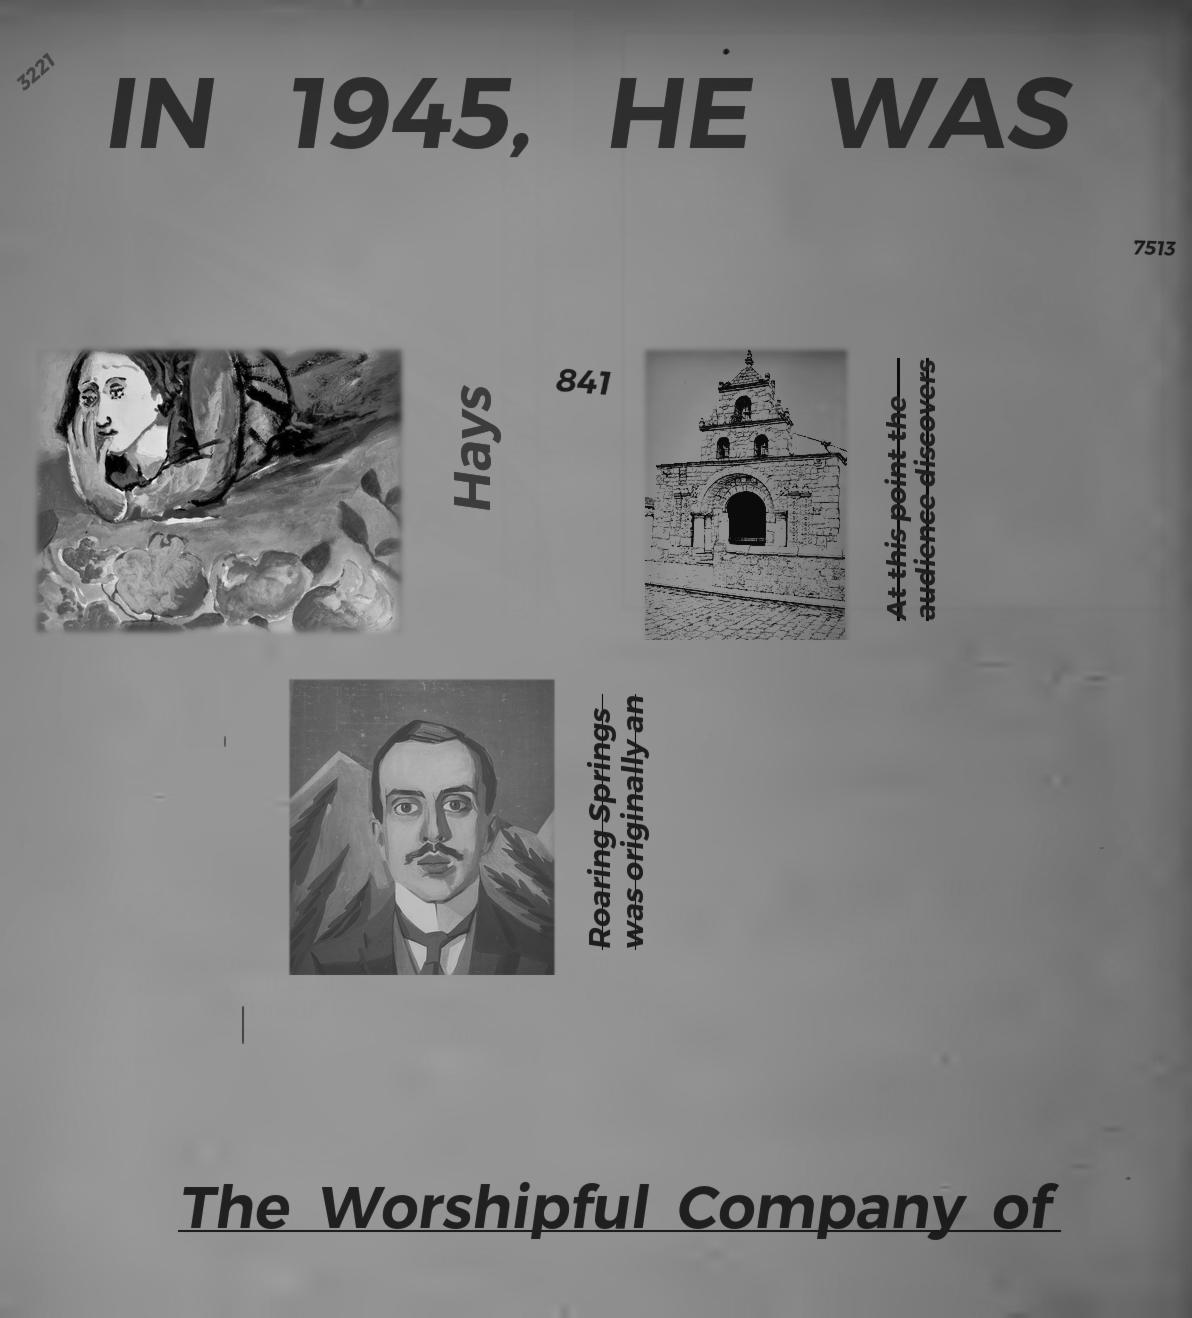 3221
IN 1945, HE WAS
7513
841
Hays
At this point the
audience discovers
Roaring Springs
was originally an
The Worshipful Company of